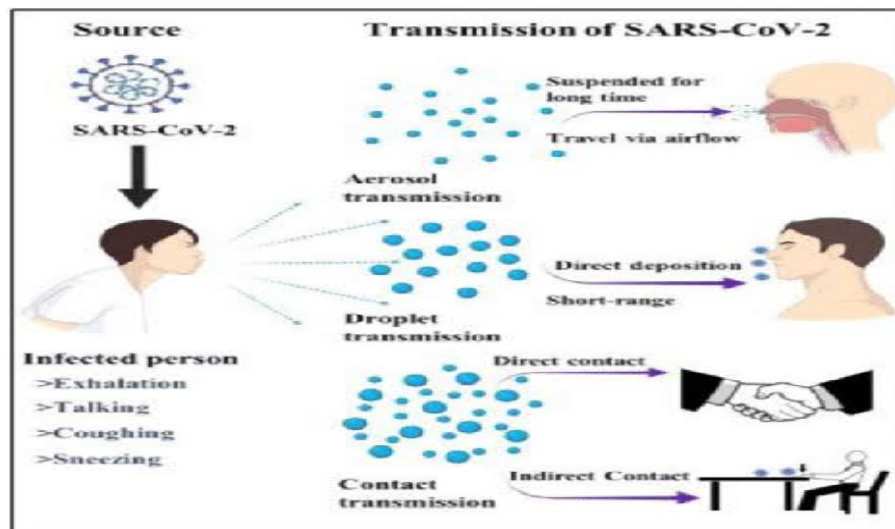 Source
Transmission of SARS-CoV-2
SARS-CoV-2
Suspended for
long time
Travel via airflow
Aerosol
transmission
Direct deposition
Short-range
Droplet
transmission
Infected person
>Exhalation
>Talking
>Coughing
>Sneezing
Direct contact
Indirect Contact
Contact
transmission